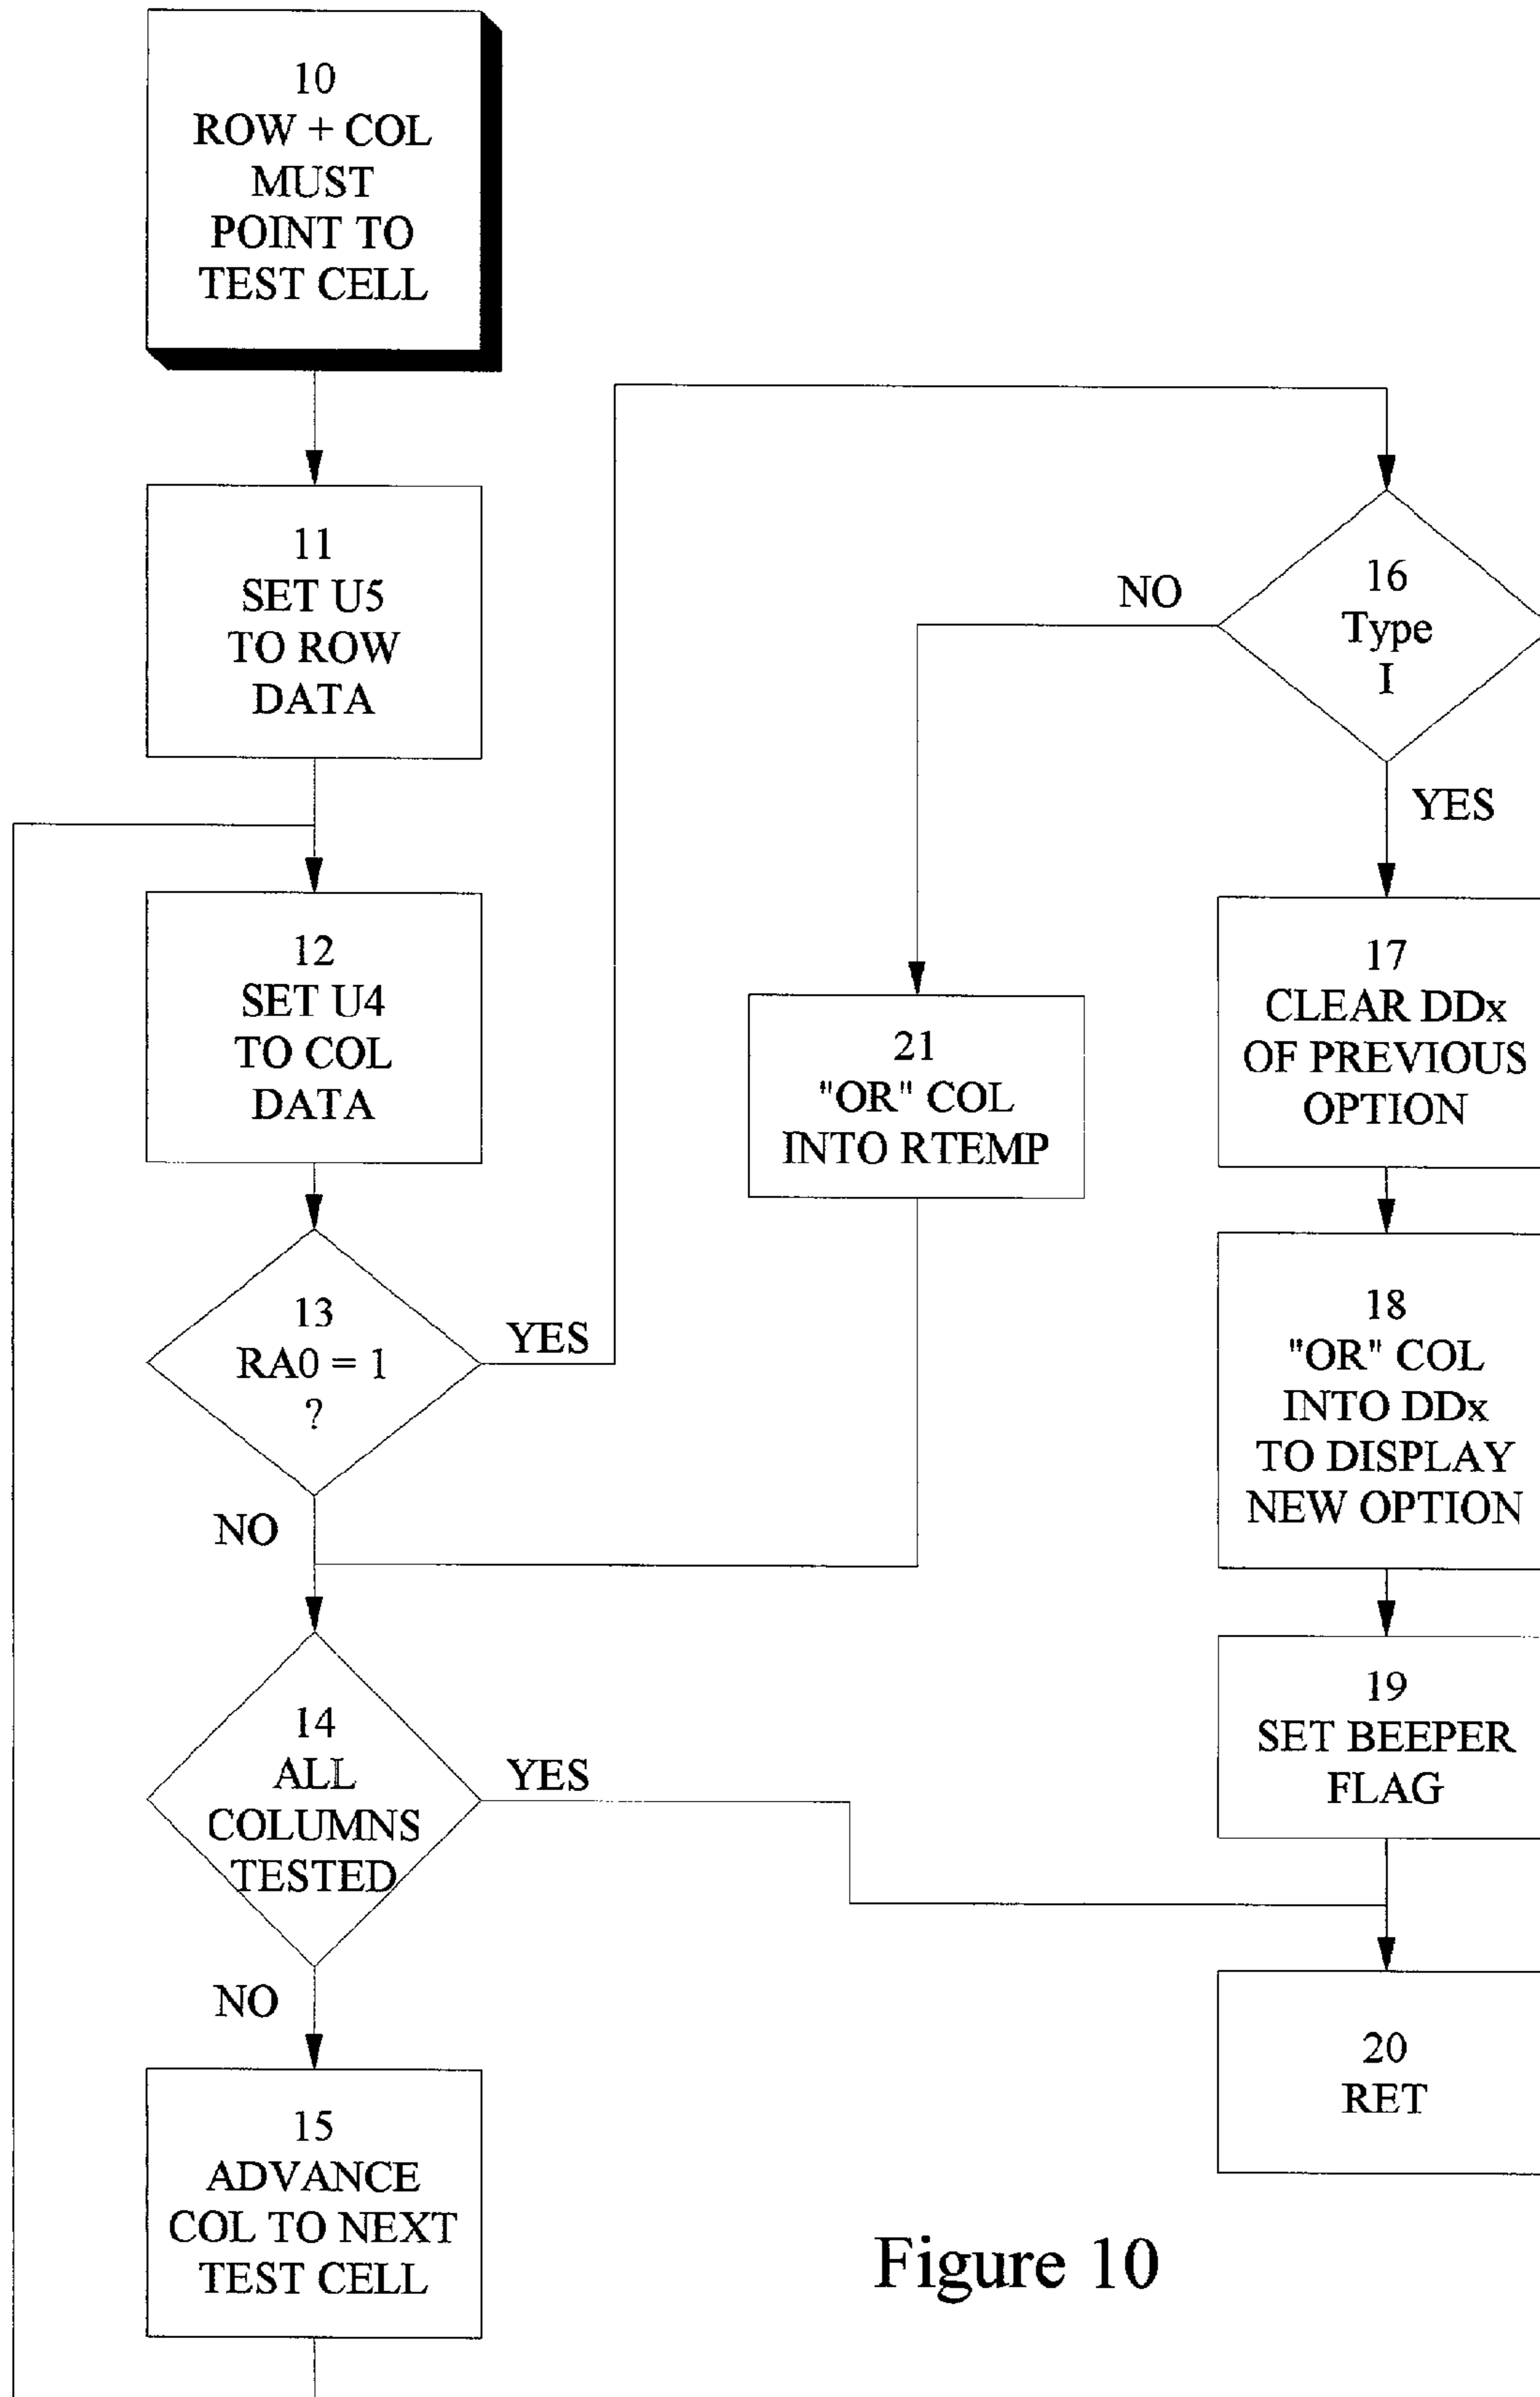 10
ROW + COL
MUST
POINT TO
TEST CELL
11
SET U5
TO ROW
DATA
12
SET U4
TO COL
DATA
13
RA0 = 1
?
YES
NO
14
ALL
COLUMNS
TESTED
YES
NO
15
ADVANCE
COL TO NEXT
TEST CELL
16
Type
I
NO
YES
21
"OR" COL
INTO RTEMP
17
CLEAR DDx
OF PREVIOUS
OPTION
18
"OR" COL
INTO DDx
TO DISPLAY
NEW OPTION
19
SET BEEPER
FLAG
20
RET
Figure 10